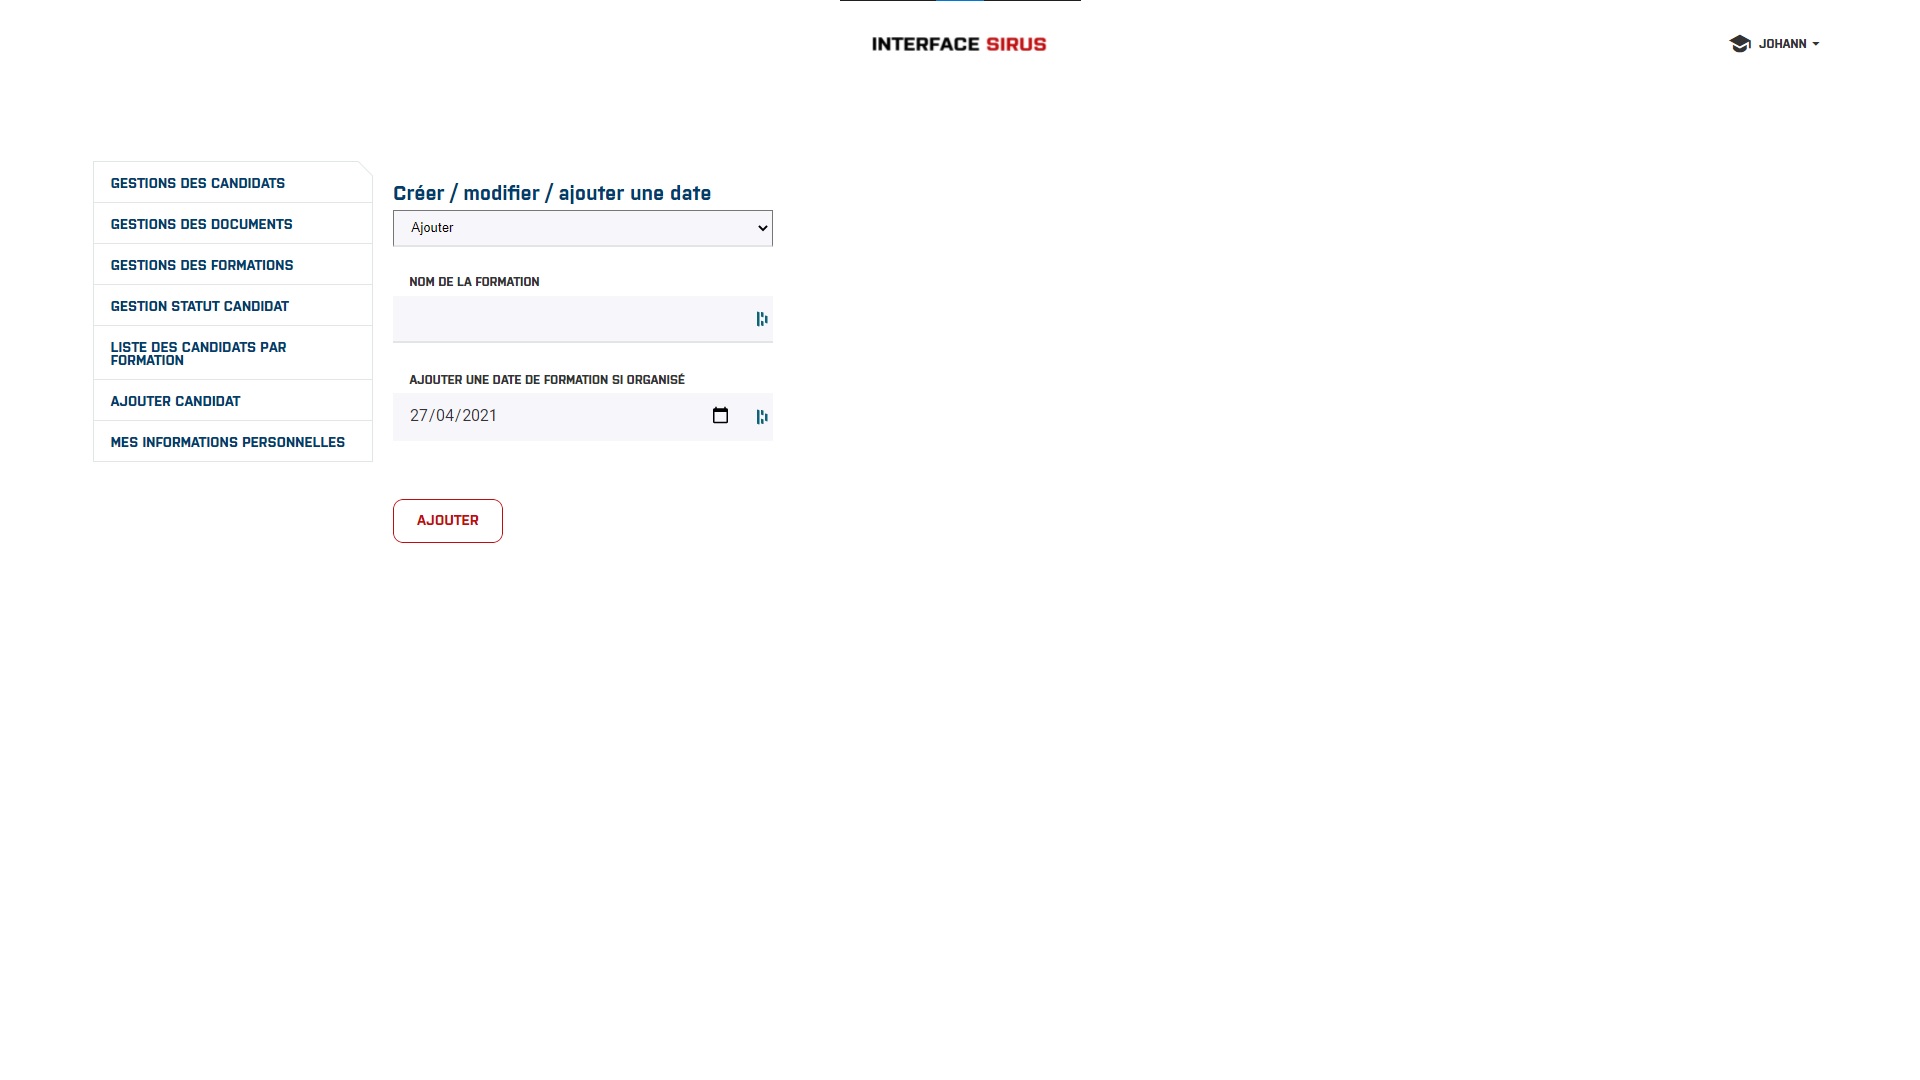 INTERFACE SIRUS
JOHANN
GESTIONS DES CANDIDATS
GESTIONS DES DOCUMENTS
GESTIONS DES FORMATIONS
GESTION STATUT CANDIDAT
LISTE DES CANDIDATS PAR
FORMATION
AJOUTER CANDIDAT
MES INFORMATIONS PERSONNELLES
Créer / modifier / ajouter une date
Ajouter
NOM DE LA FORMATION
AJOUTER UNE DATE DE FORMATION SI ORGANISÉ
27/04/2021
AJOUTER